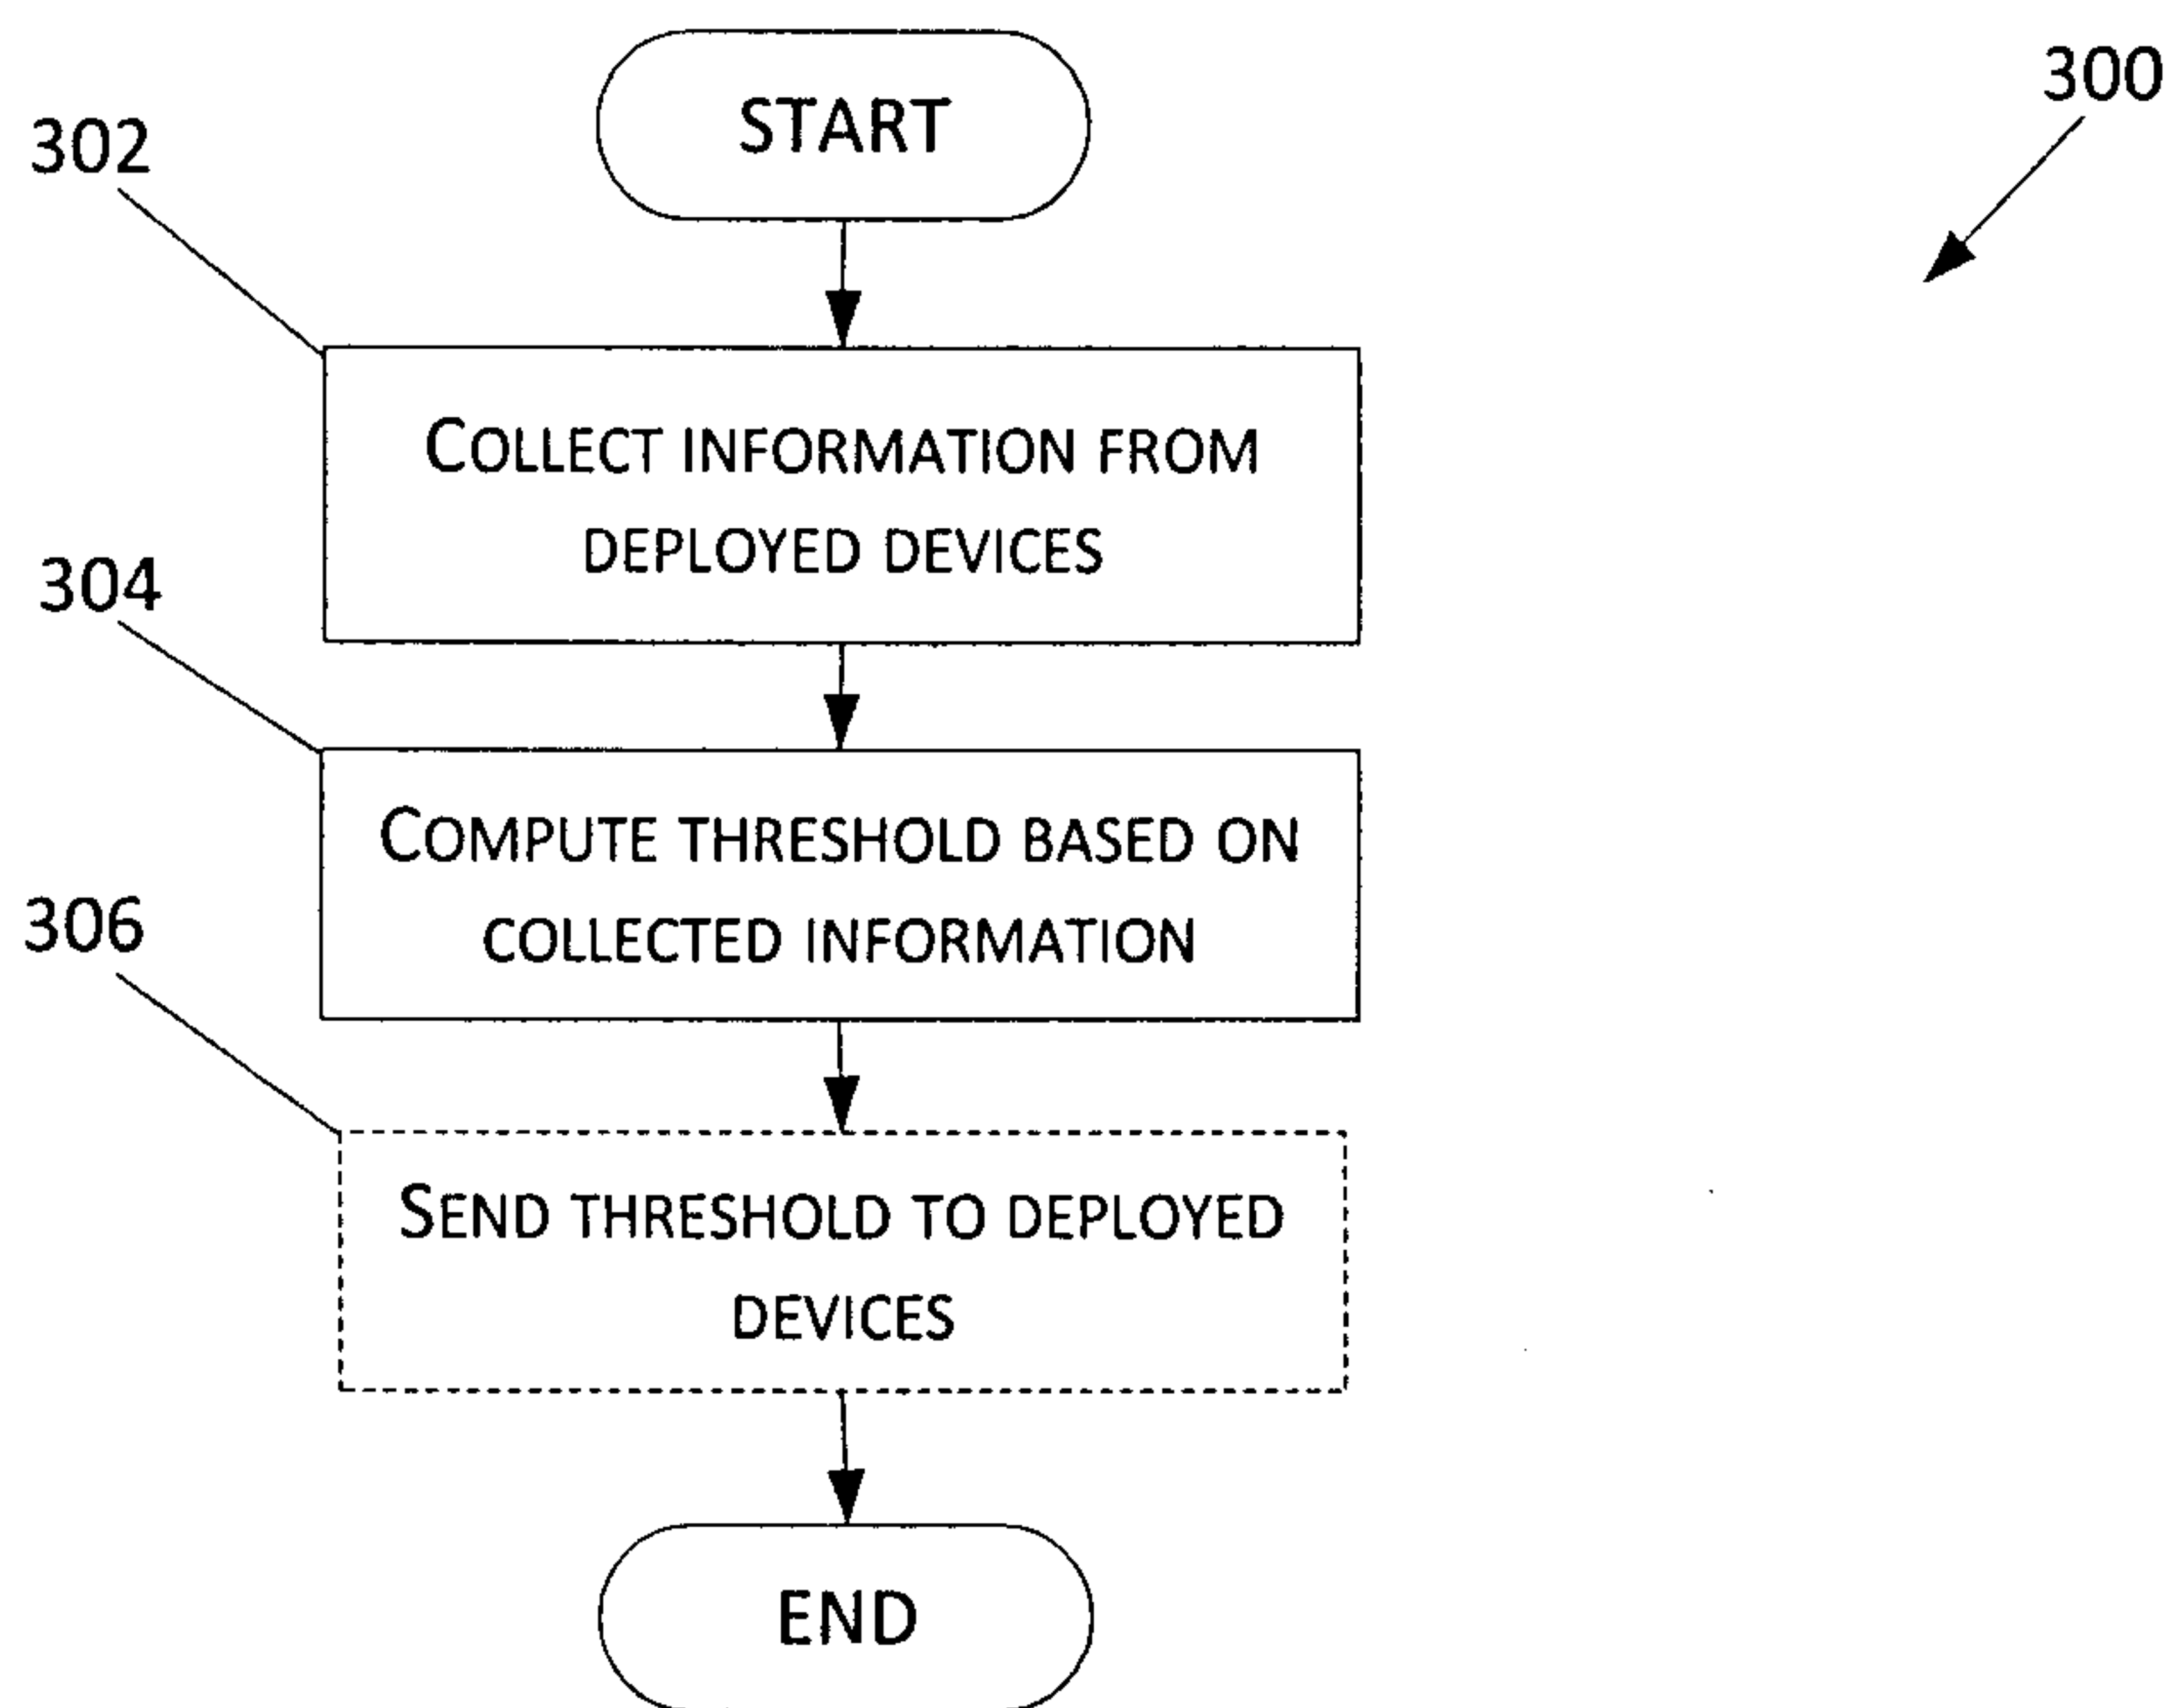 300
START
302
COLLECT INFORMATION FROM
DEPLOYED DEVICES
304
COMPUTE THRESHOLD BASED ON
COLLECTED INFORMATION
306
SEND THRESHOLD TO DEPLOYED
DEVICES
END